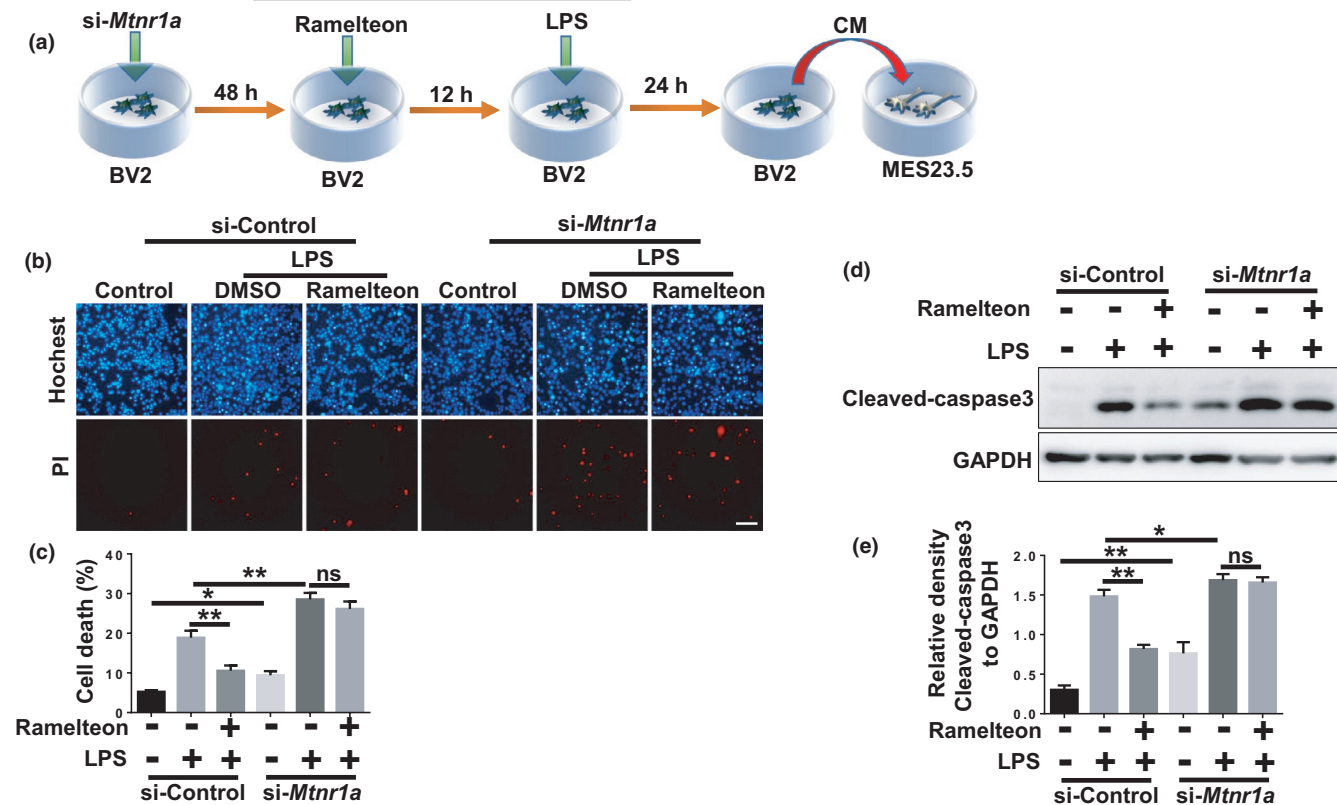 (a)
si-Mtnr1a Ramelteon LPS CM
48 h 12 h 24 h
BV2 BV2 BV2 BV2 MES23.5
(b)
si-Control si-Mtnr1a
LPS LPS
Control DMSO Ramelteon Control DMSO Ramelteon
Hochest
PI
(c)
Cell death (%)
40
30
20
10
0
* ** ** ns
Ramelteon - - + - - +
LPS - + + - + +
si-Control si-Mtnr1a
(d)
si-Control si-Mtnr1a
Ramelteon - - + - - +
LPS - + + - + +
Cleaved-caspase3
GAPDH
(e)
Relative density
Cleaved-caspase3
to GAPDH
2.0
1.5
1.0
0.5
0.0
* ** ** ns
Ramelteon - - + - - +
LPS - + + - + +
si-Control si-Mtnr1a